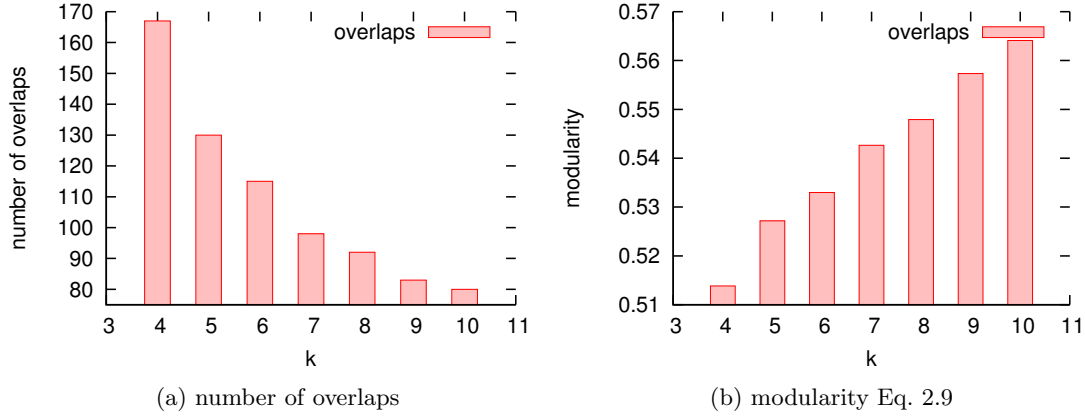 170
160
150
140
130
120
110
100
90
80
number of overlaps
overlaps
3 4 5 6 7 8 9 10 11
k
(a) number of overlaps
0.57
0.56
0.55
0.54
0.53
0.52
0.51
modularity
overlaps
3 4 5 6 7 8 9 10 11
k
(b) modularity Eq. 2.9